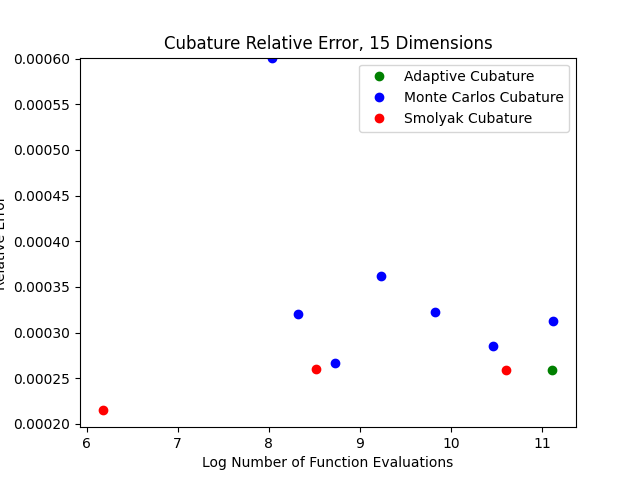 Cubature Relative Error, 15 Dimensions
0.00060
0.00055
0.00050
0.00045
0.00040
0.00035
0.00030
0.00025
0.00020
Relative Error
Adaptive Cubature
Monte Carlos Cubature
Smolyak Cubature
6 7 8 9 10 11
Log Number of Function Evaluations